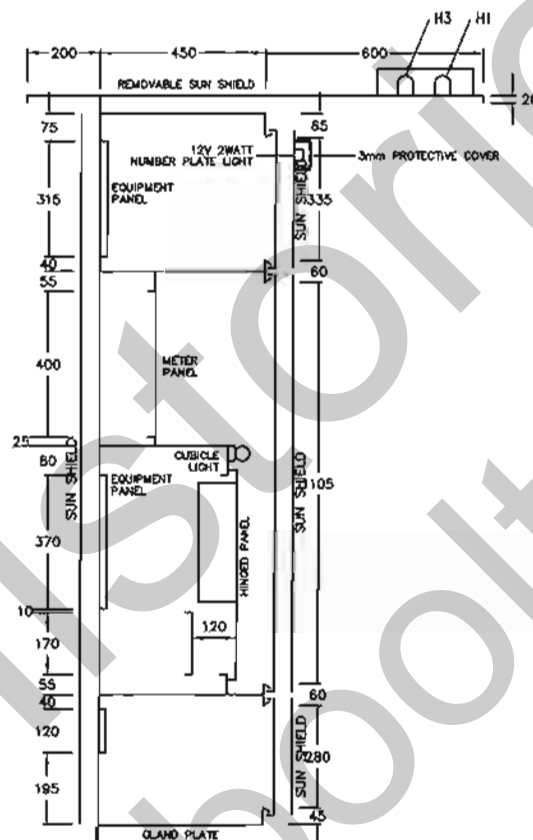 H3 H1
200 450 600
REMOVABLE SUN SHIELD
20
75 65
12V 2WATT
NUMBER PLATE LIGHT
3mm PROTECTIVE COVER
EQUIPMENT
PANEL
315
SUN SHIELD
335
40
55
60
400
METER
PANEL
25
80
CUBICLE
LIGHT
SUN SHIELD
EQUIPMENT
PANEL
SUN SHIELD
105
370
HINGED PANEL
10
120
170
55
40
60
120
SUN SHIELD
280
195
45
GLAND PLATE